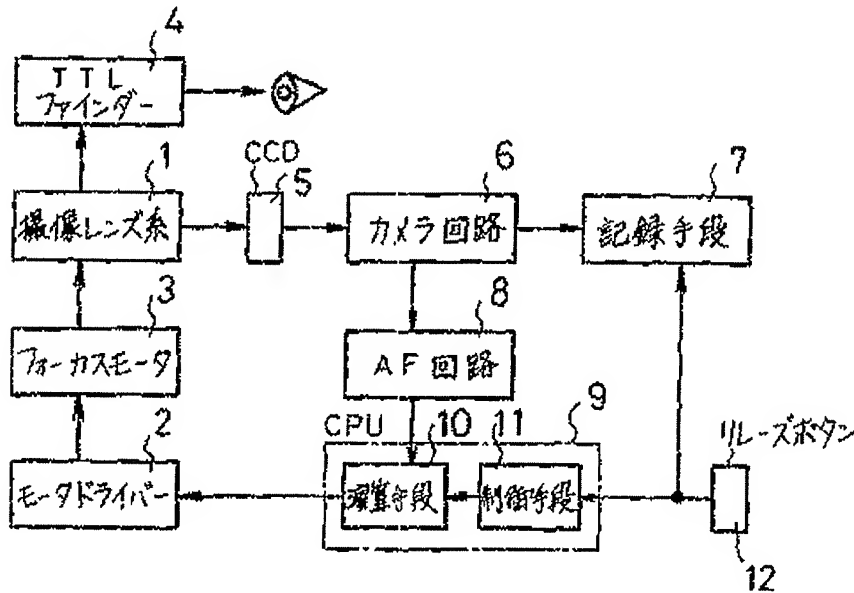 4
TTL
ファインダー
1
撮像レンズ系
CCD
5
6
カメラ回路
7
記録手段
3
フォーカスモータ
8
AF回路
2
モータドライバー
CPU
10
11
9
演算手段
制御手段
リレーズボタン
12